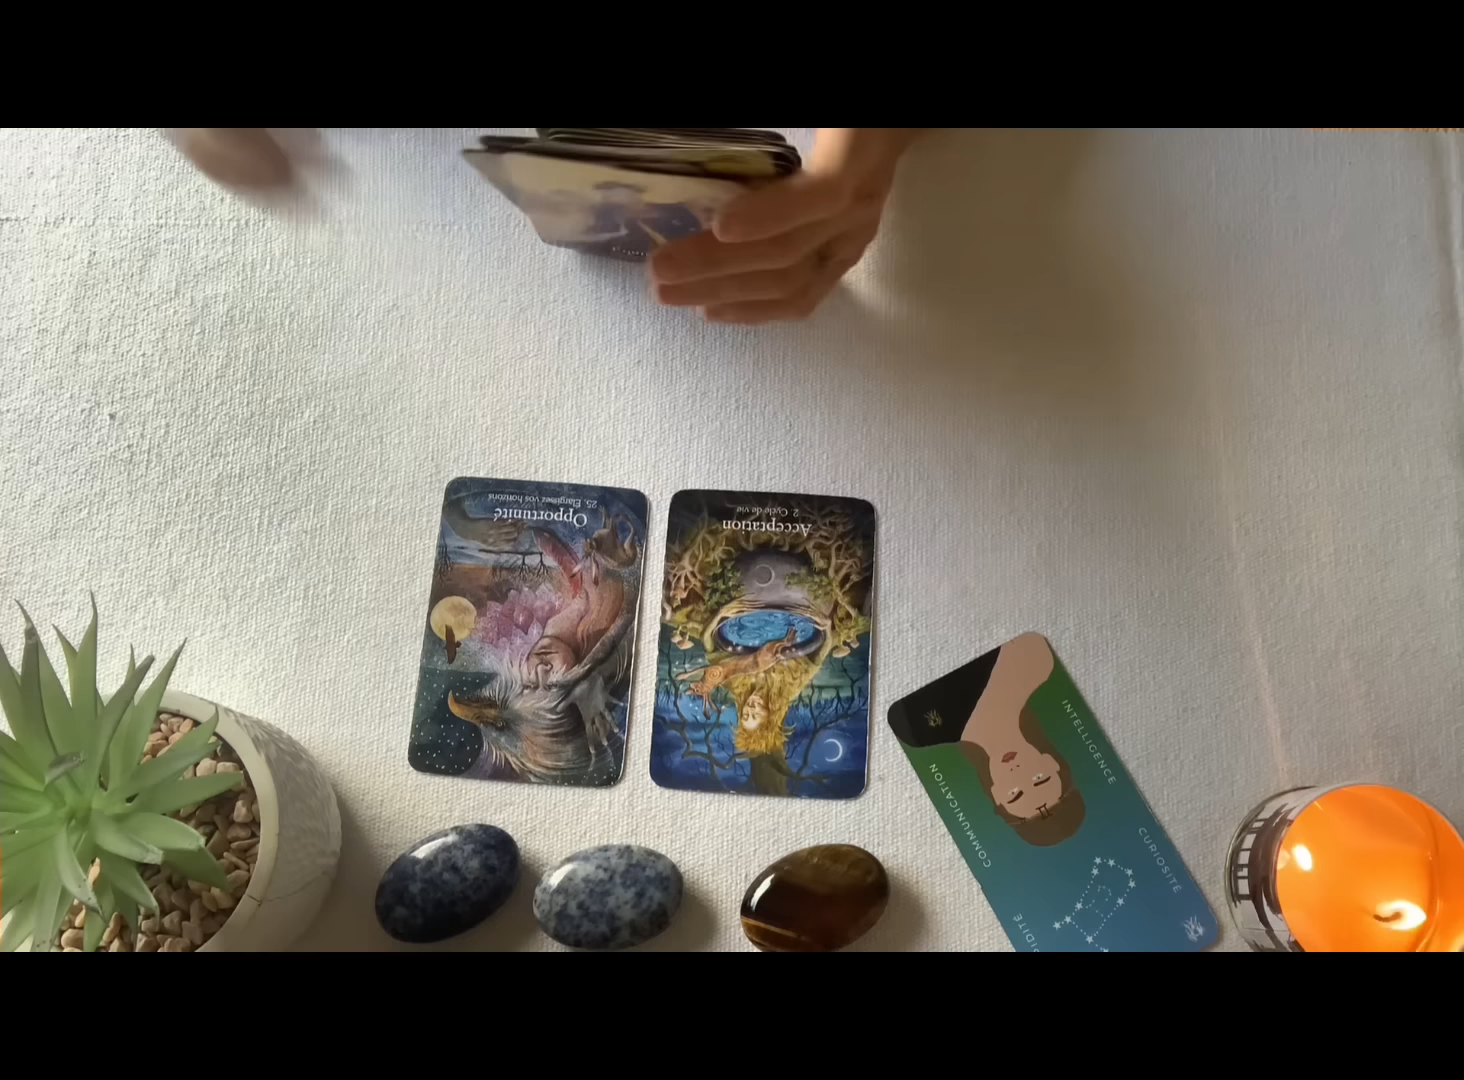 Opportunité
25. Élargissez vos horizons
Acceptation
2. Cycle de vie
INTELLIGENCE
COMMUNICATION
CURIOSITÉ